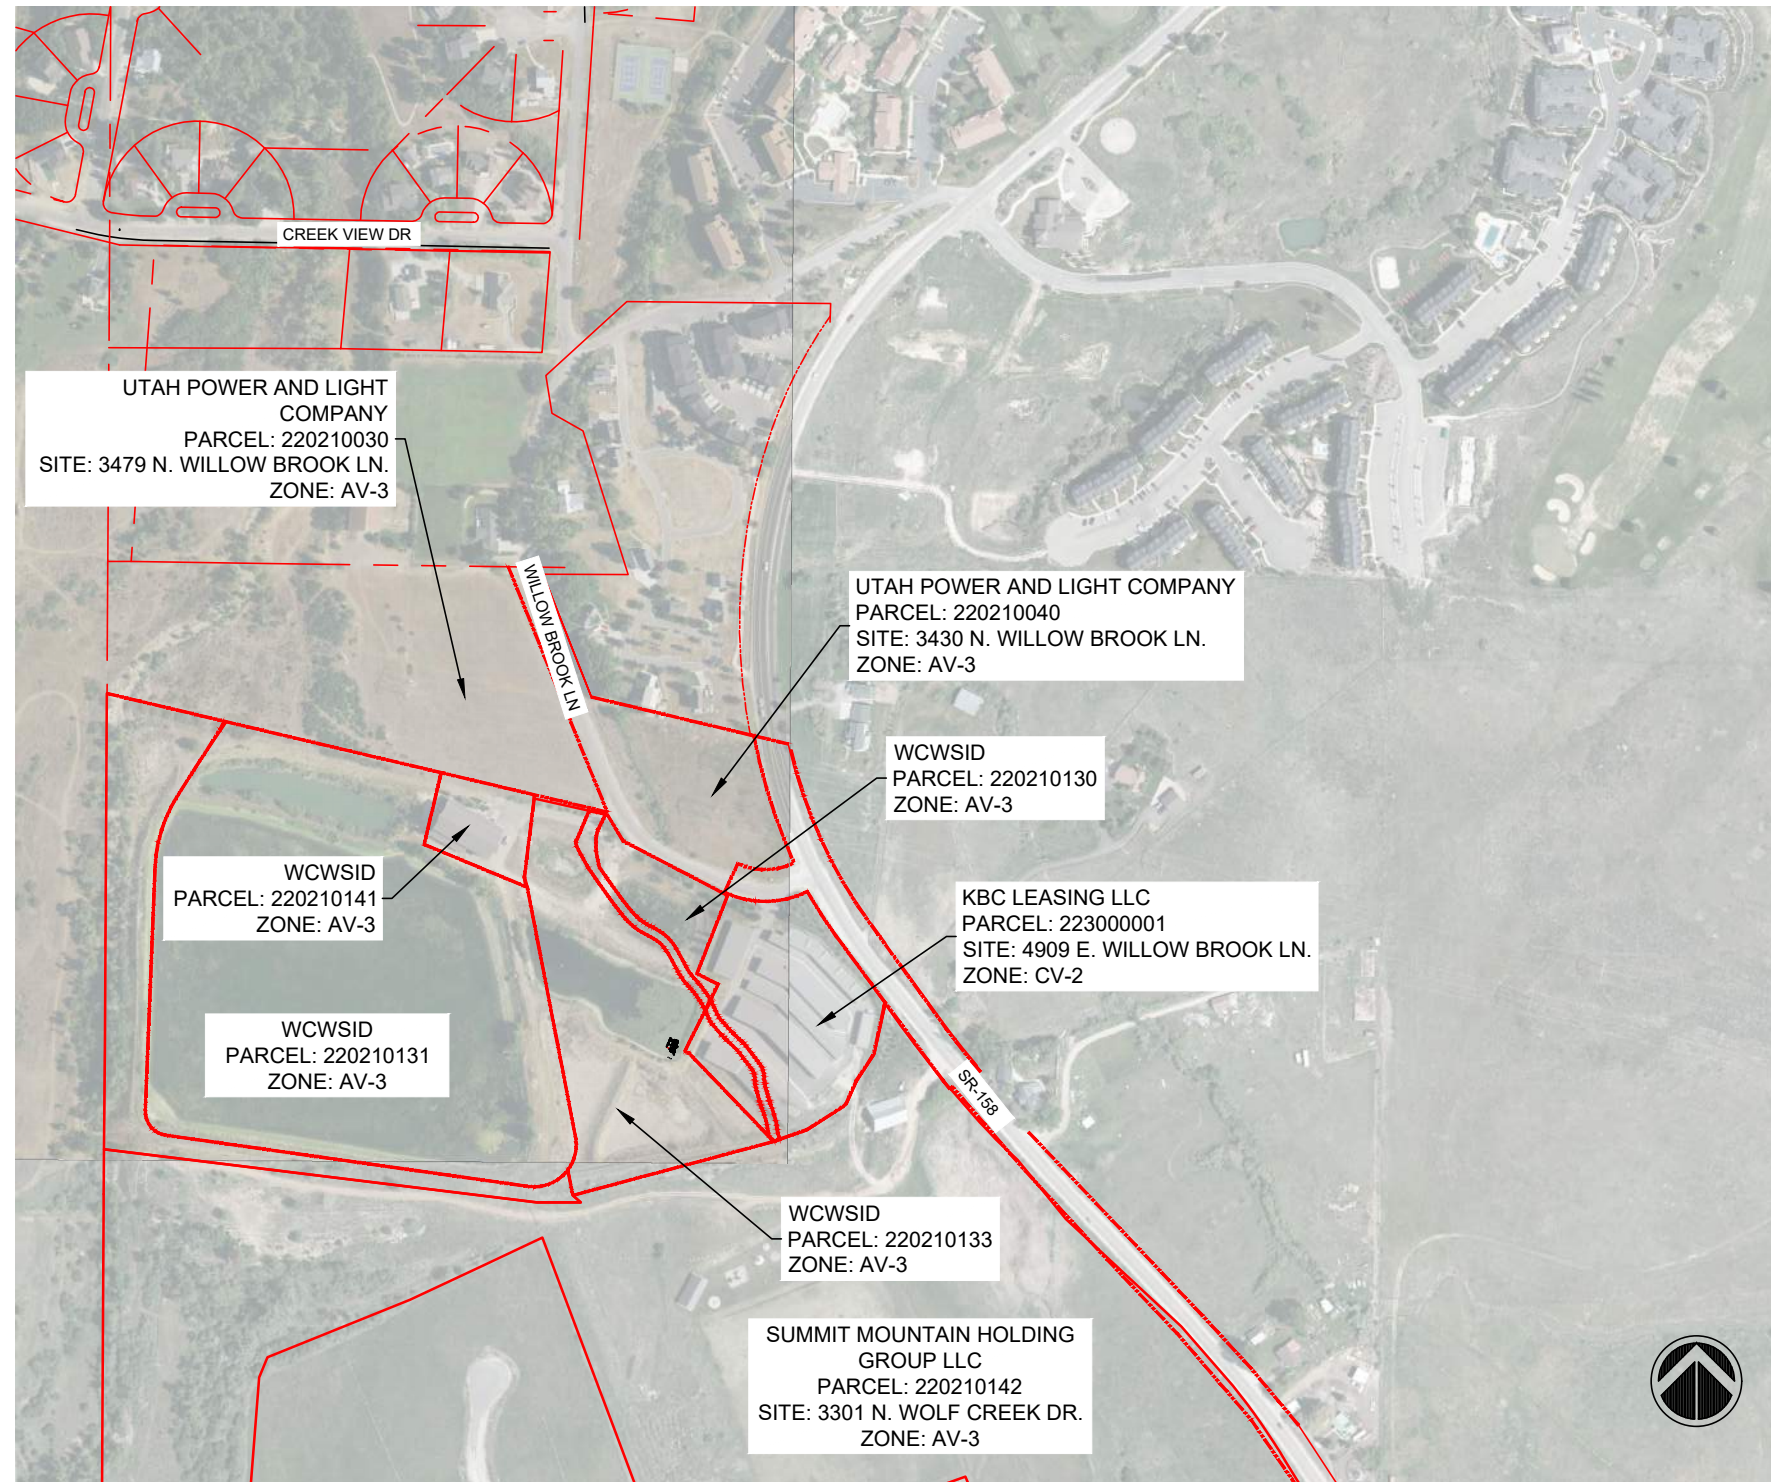 CREEK VIEW DR
UTAH POWER AND LIGHT
COMPANY
PARCEL: 220210030
SITE: 3479 N. WILLOW BROOK LN.
ZONE: AV-3
WILLOW BROOK LN
UTAH POWER AND LIGHT COMPANY
PARCEL: 220210040
SITE: 3430 N. WILLOW BROOK LN.
ZONE: AV-3
WCWSID
PARCEL: 220210130
ZONE: AV-3
WCWSID
PARCEL: 220210141
ZONE: AV-3
KBC LEASING LLC
PARCEL: 223000001
SITE: 4909 E. WILLOW BROOK LN.
ZONE: CV-2
WCWSID
PARCEL: 220210131
ZONE: AV-3
SR-158
WCWSID
PARCEL: 220210133
ZONE: AV-3
SUMMIT MOUNTAIN HOLDING
GROUP LLC
PARCEL: 220210142
SITE: 3301 N. WOLF CREEK DR.
ZONE: AV-3